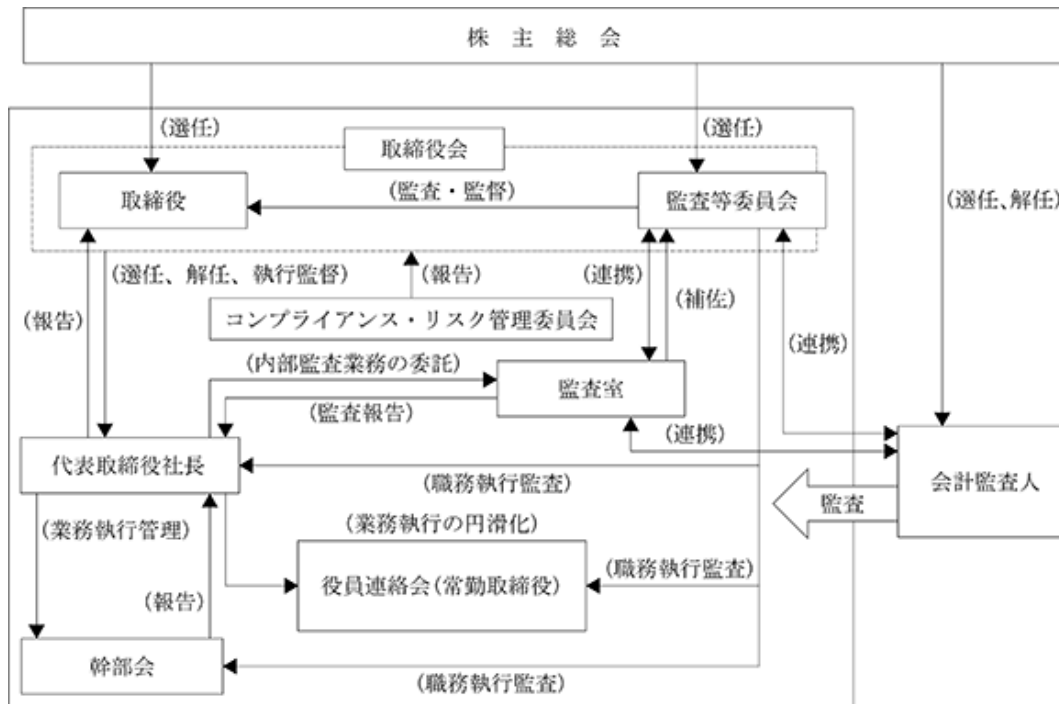 株主総会
(選任)
(選任)
取締役会
(選任、解任)
取締役
(監査・監督)
監査等委員会
(選任、解任、執行監督)
(報告)
(連携)
(補佐)
(報告)
コンプライアンス・リスク管理委員会
(連携)
(内部監査業務の委託)
監査室
(監査報告)
(連携)
代表取締役社長
(職務執行監査)
会計監査人
監査
(業務執行管理)
(業務執行の円滑化)
役員連絡会(常勤取締役)
(職務執行監査)
(報告)
幹部会
(職務執行監査)